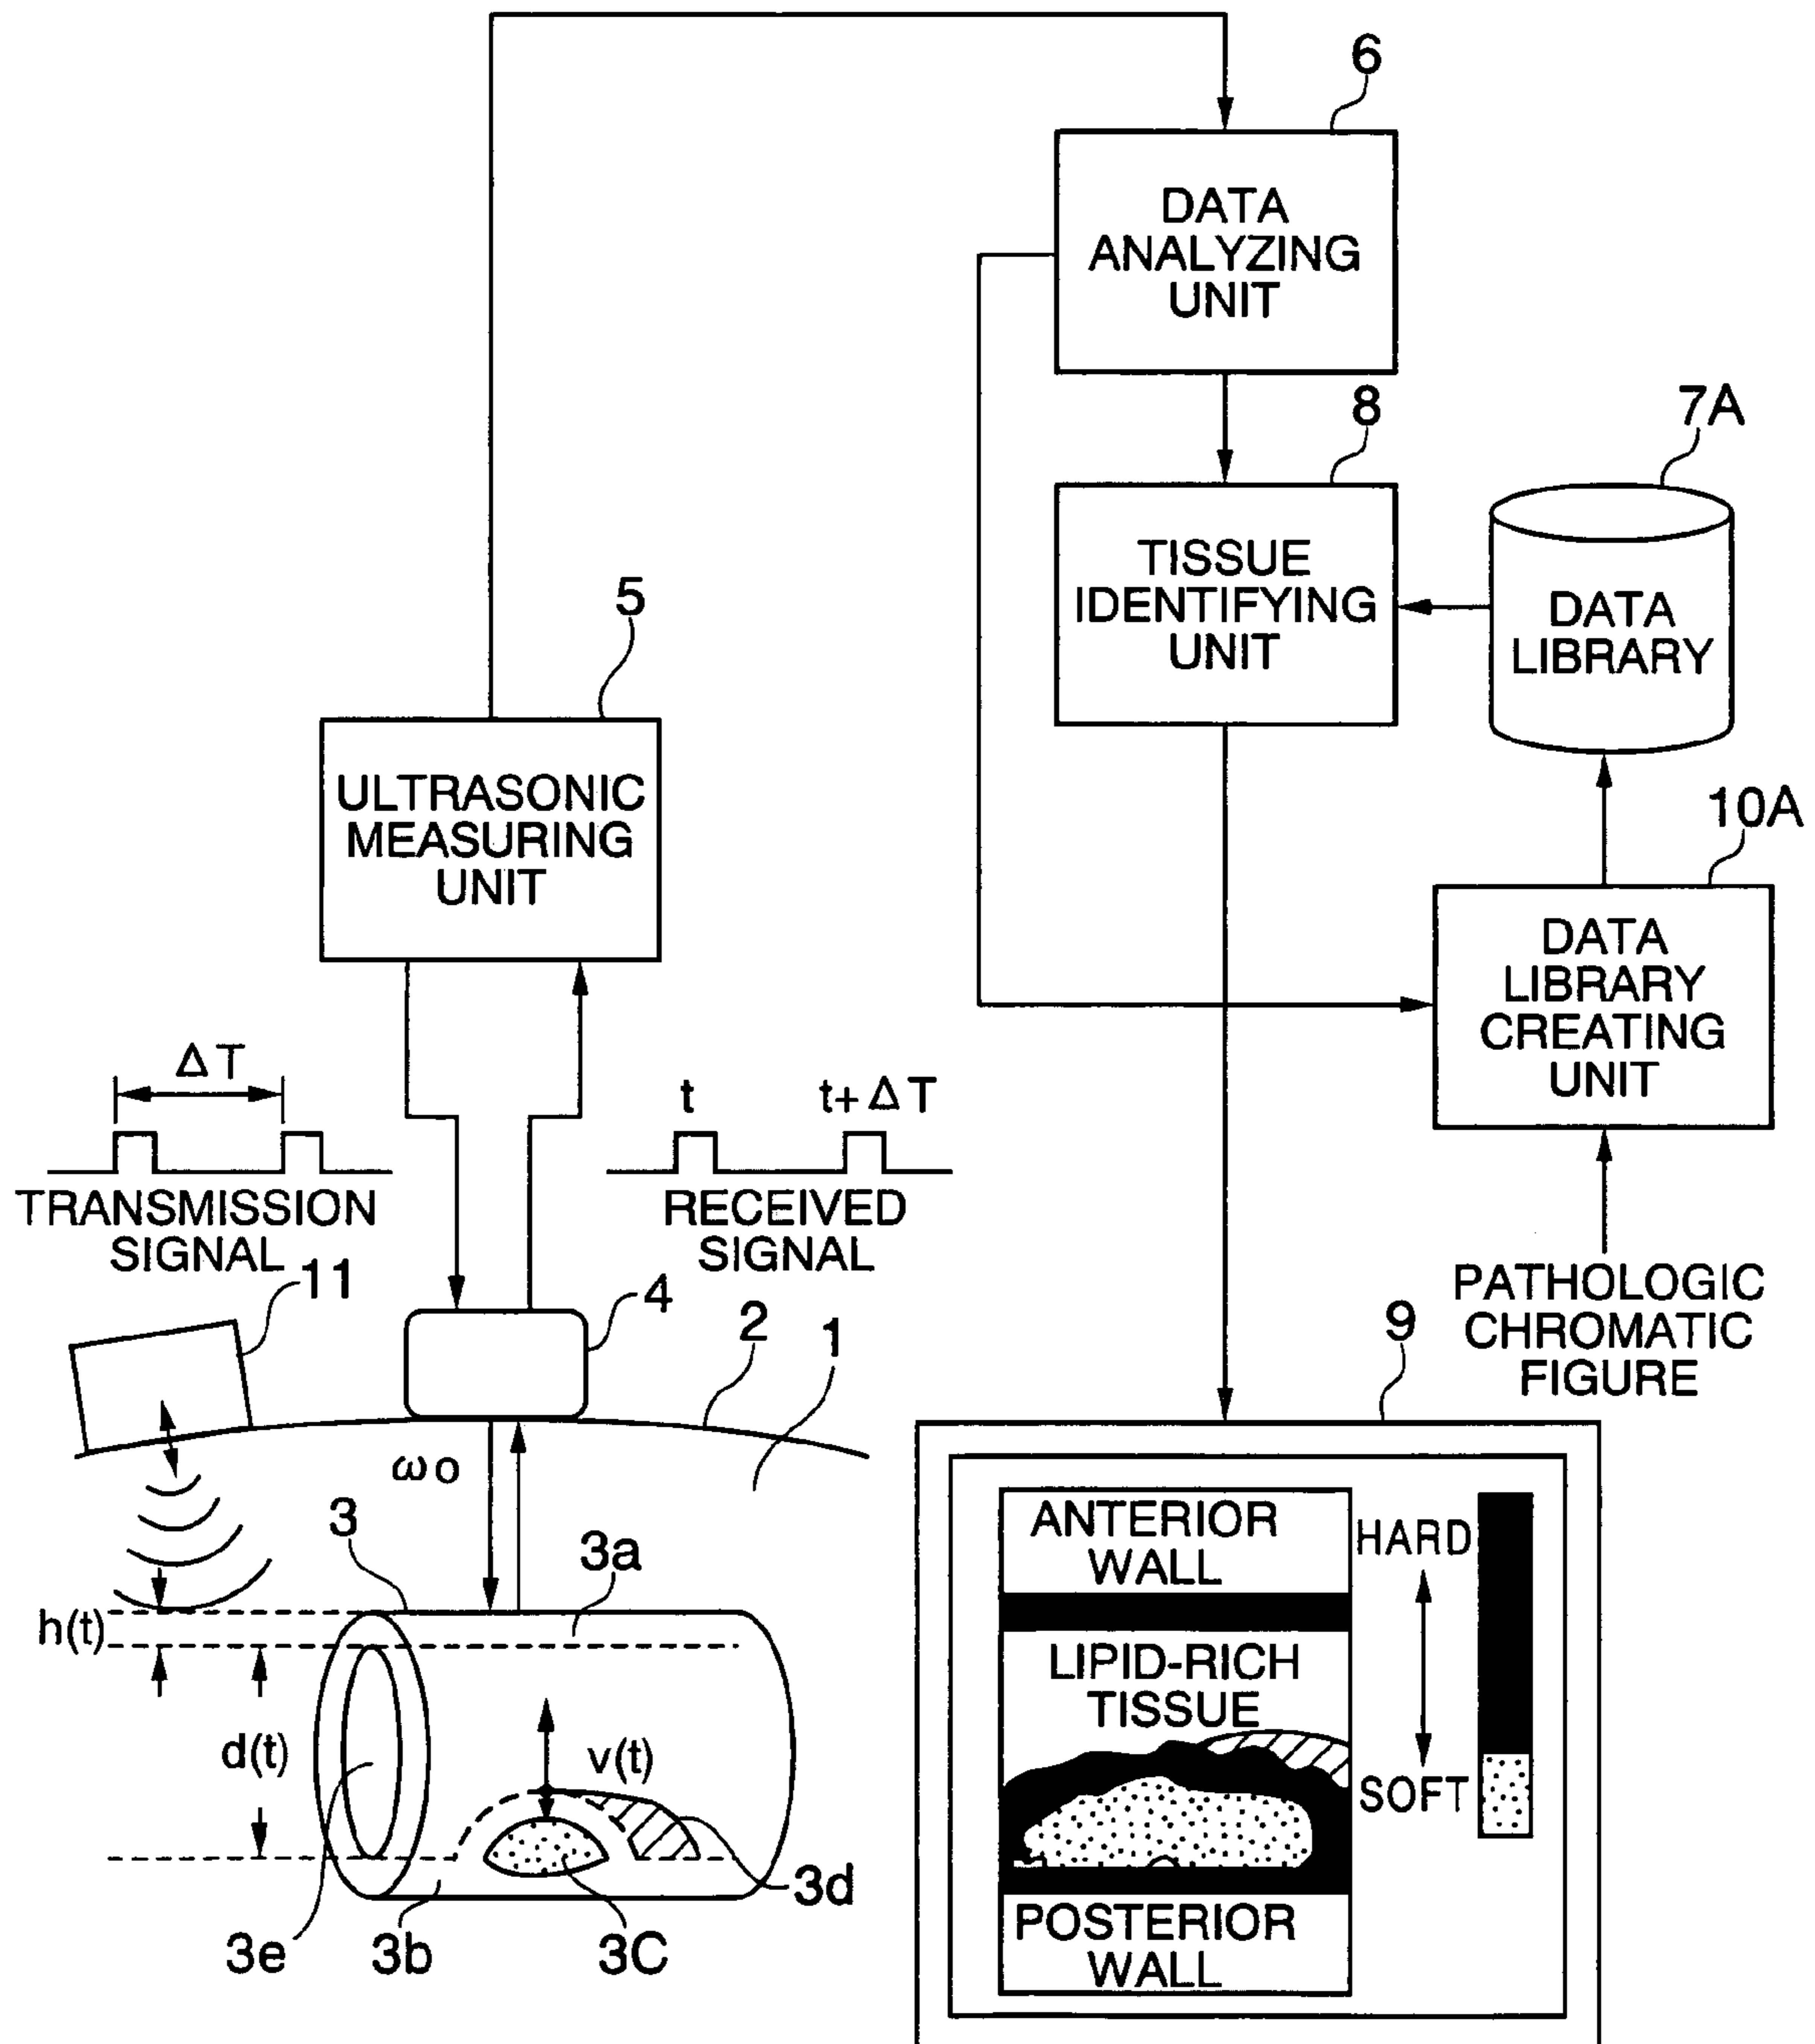 6
DATA
ANALYZING
UNIT
8
7A
TISSUE
IDENTIFYING
UNIT
DATA
LIBRARY
5
ULTRASONIC
MEASURING
UNIT
10A
DATA
LIBRARY
CREATING
UNIT
ΔT
t
t+ΔT
TRANSMISSION
SIGNAL
RECEIVED
SIGNAL
PATHOLOGIC
CHROMATIC
FIGURE
11
4
2
1
9
ωo
3
3a
h(t)
d(t)
v(t)
3d
3e
3b
3C
ANTERIOR
WALL
HARD
LIPID-RICH
TISSUE
SOFT
POSTERIOR
WALL